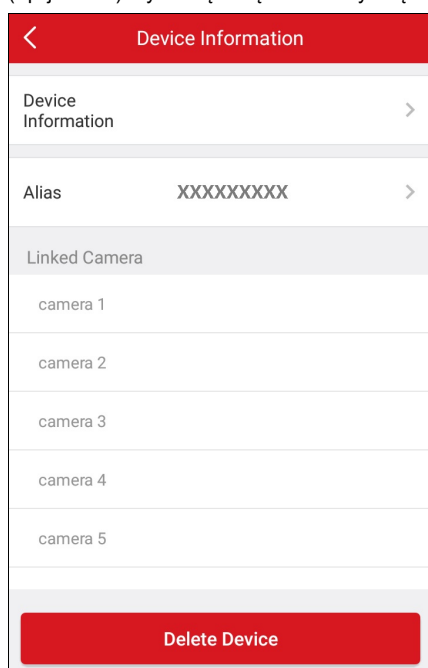 Device Information
Device
Information
Alias XXXXXXXXX
Linked Camera
camera 1
camera 2
camera 3
camera 4
camera 5
Delete Device